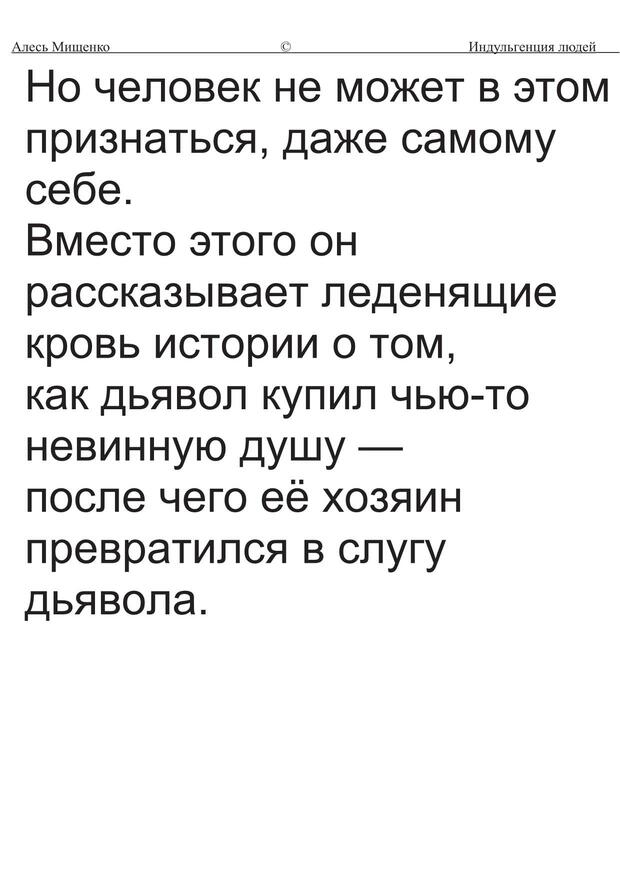 Алесь Мищенко © Индульгенция людей
Но человек не может в этом
признаться, даже самому
себе.
Вместо этого он
рассказывает леденящие
кровь истории о том,
как дьявол купил чью-то
невинную душу —
после чего её хозяин
превратился в слугу
дьявола.